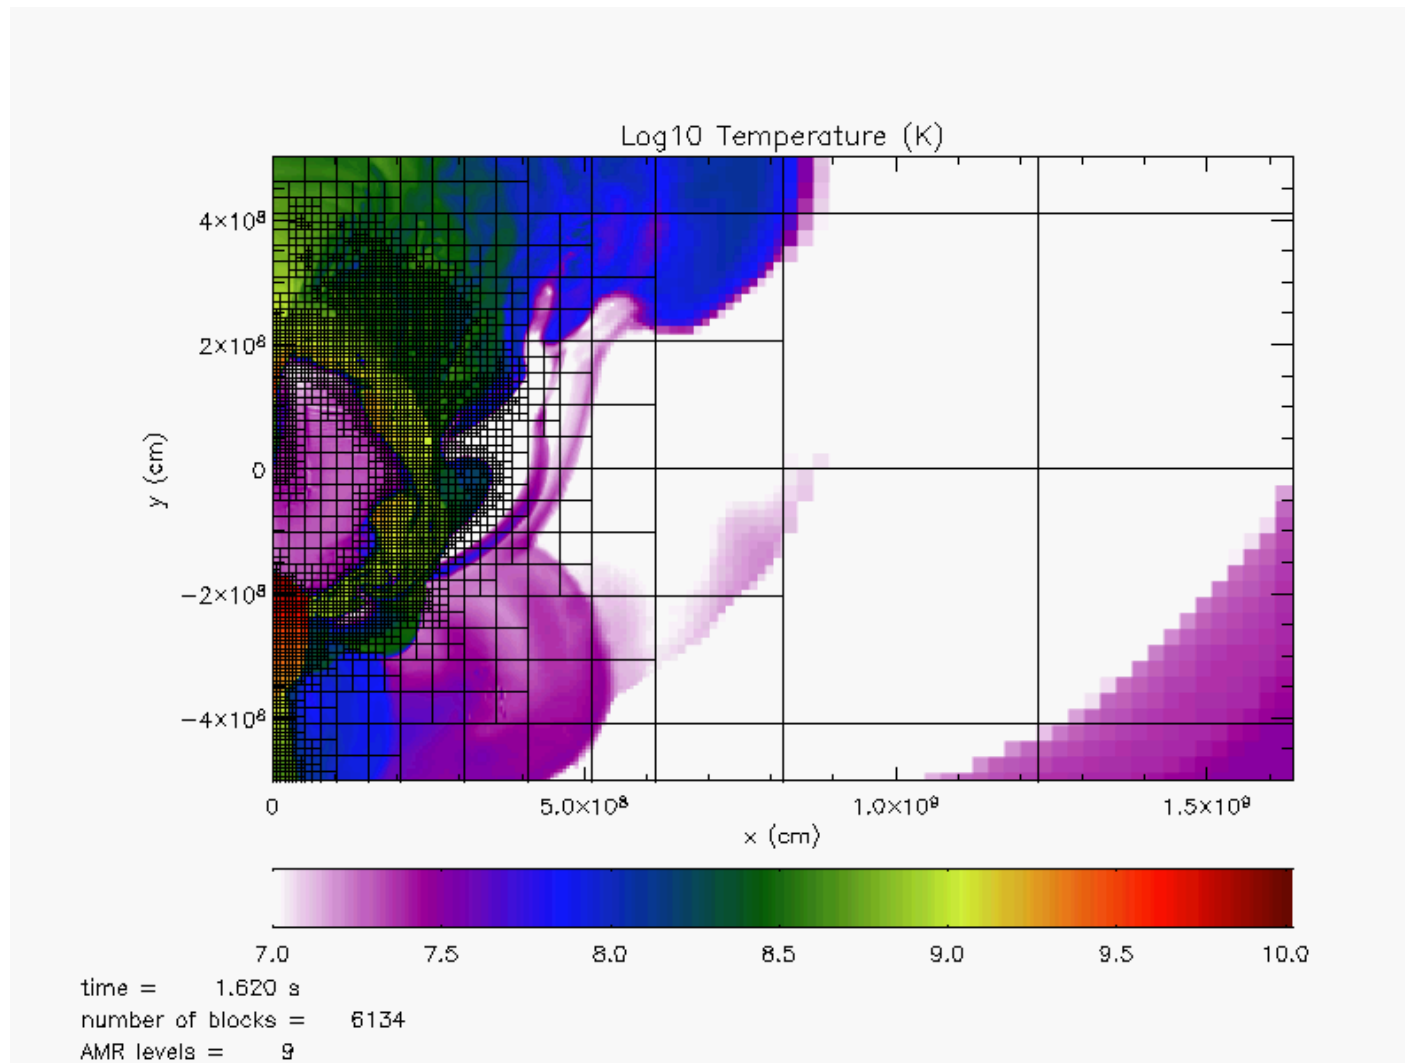 Log10 Temperature (K)
4×10⁸
2×10⁸
0
−2×10⁸
−4×10⁸
y (cm)
0 5.0×10⁸ 1.0×10⁹ 1.5×10⁹
x (cm)
7.0 7.5 8.0 8.5 9.0 9.5 10.0
time = 1.620 s
number of blocks = 6134
AMR levels = 9